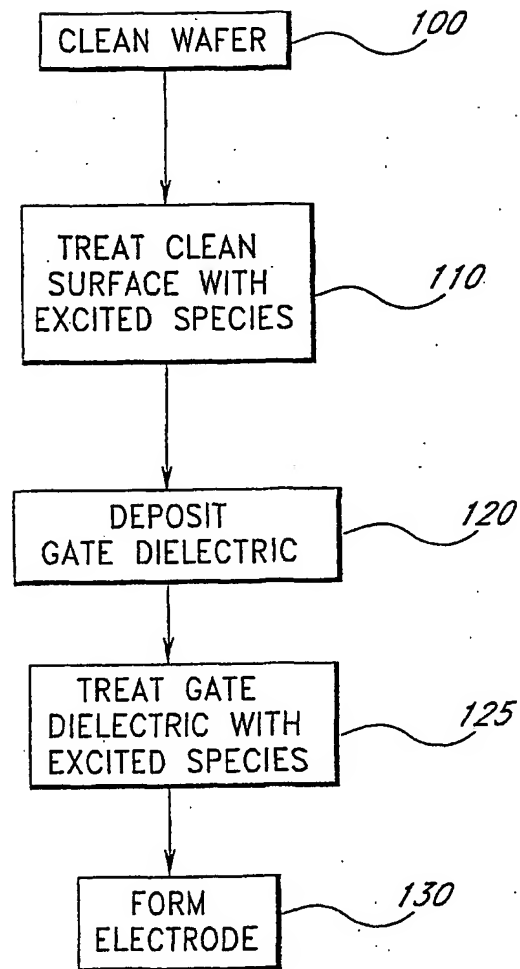 CLEAN WAFER
100
TREAT CLEAN
SURFACE WITH
EXCITED SPECIES
110
DEPOSIT
GATE DIELECTRIC
120
TREAT GATE
DIELECTRIC WITH
EXCITED SPECIES
125
FORM
ELECTRODE
130